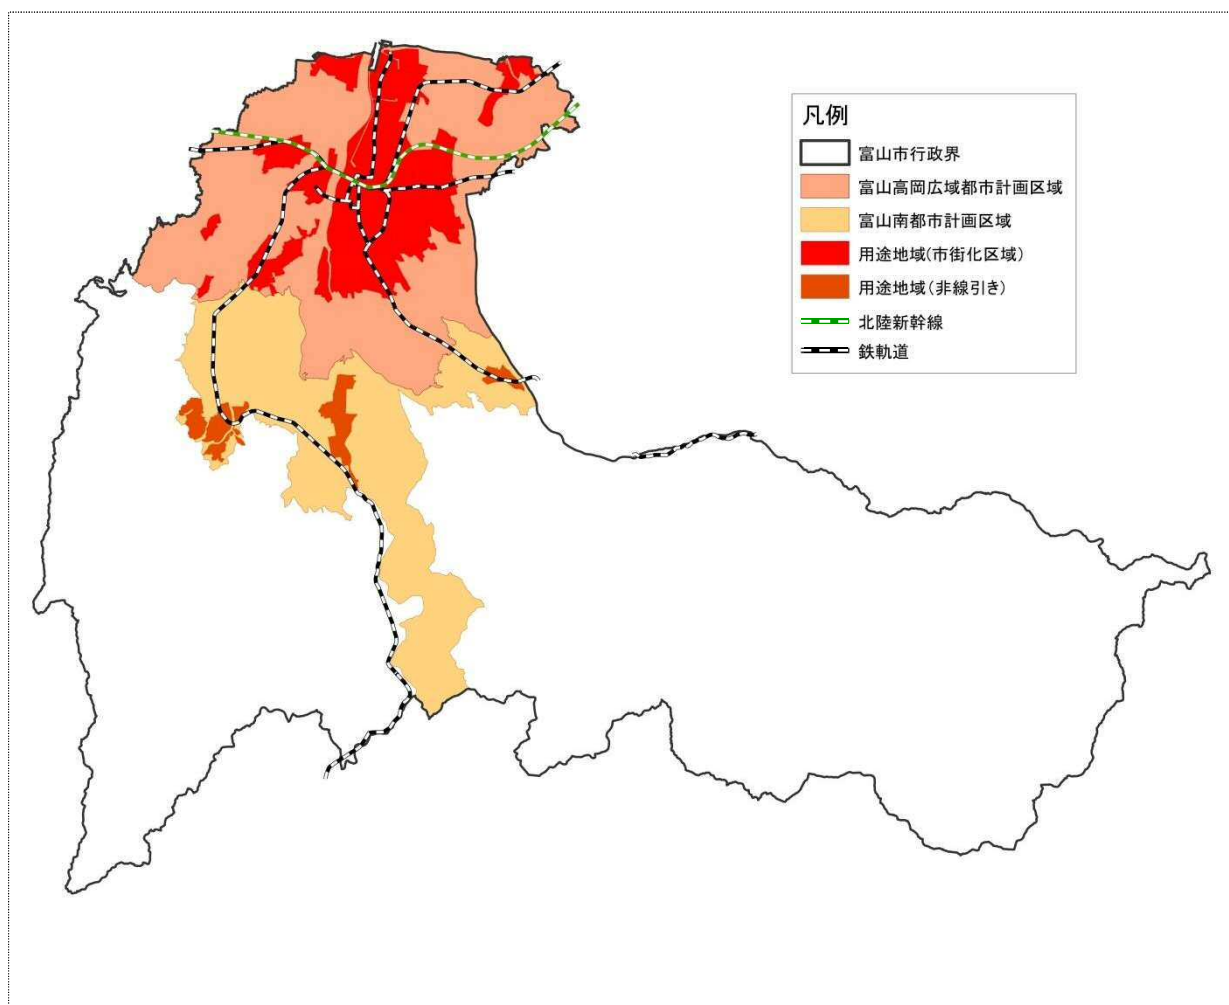 凡例
富山市行政界
富山高岡広域都市計画区域
富山南都市計画区域
用途地域(市街化区域)
用途地域(非線引き)
北陸新幹線
鉄軌道